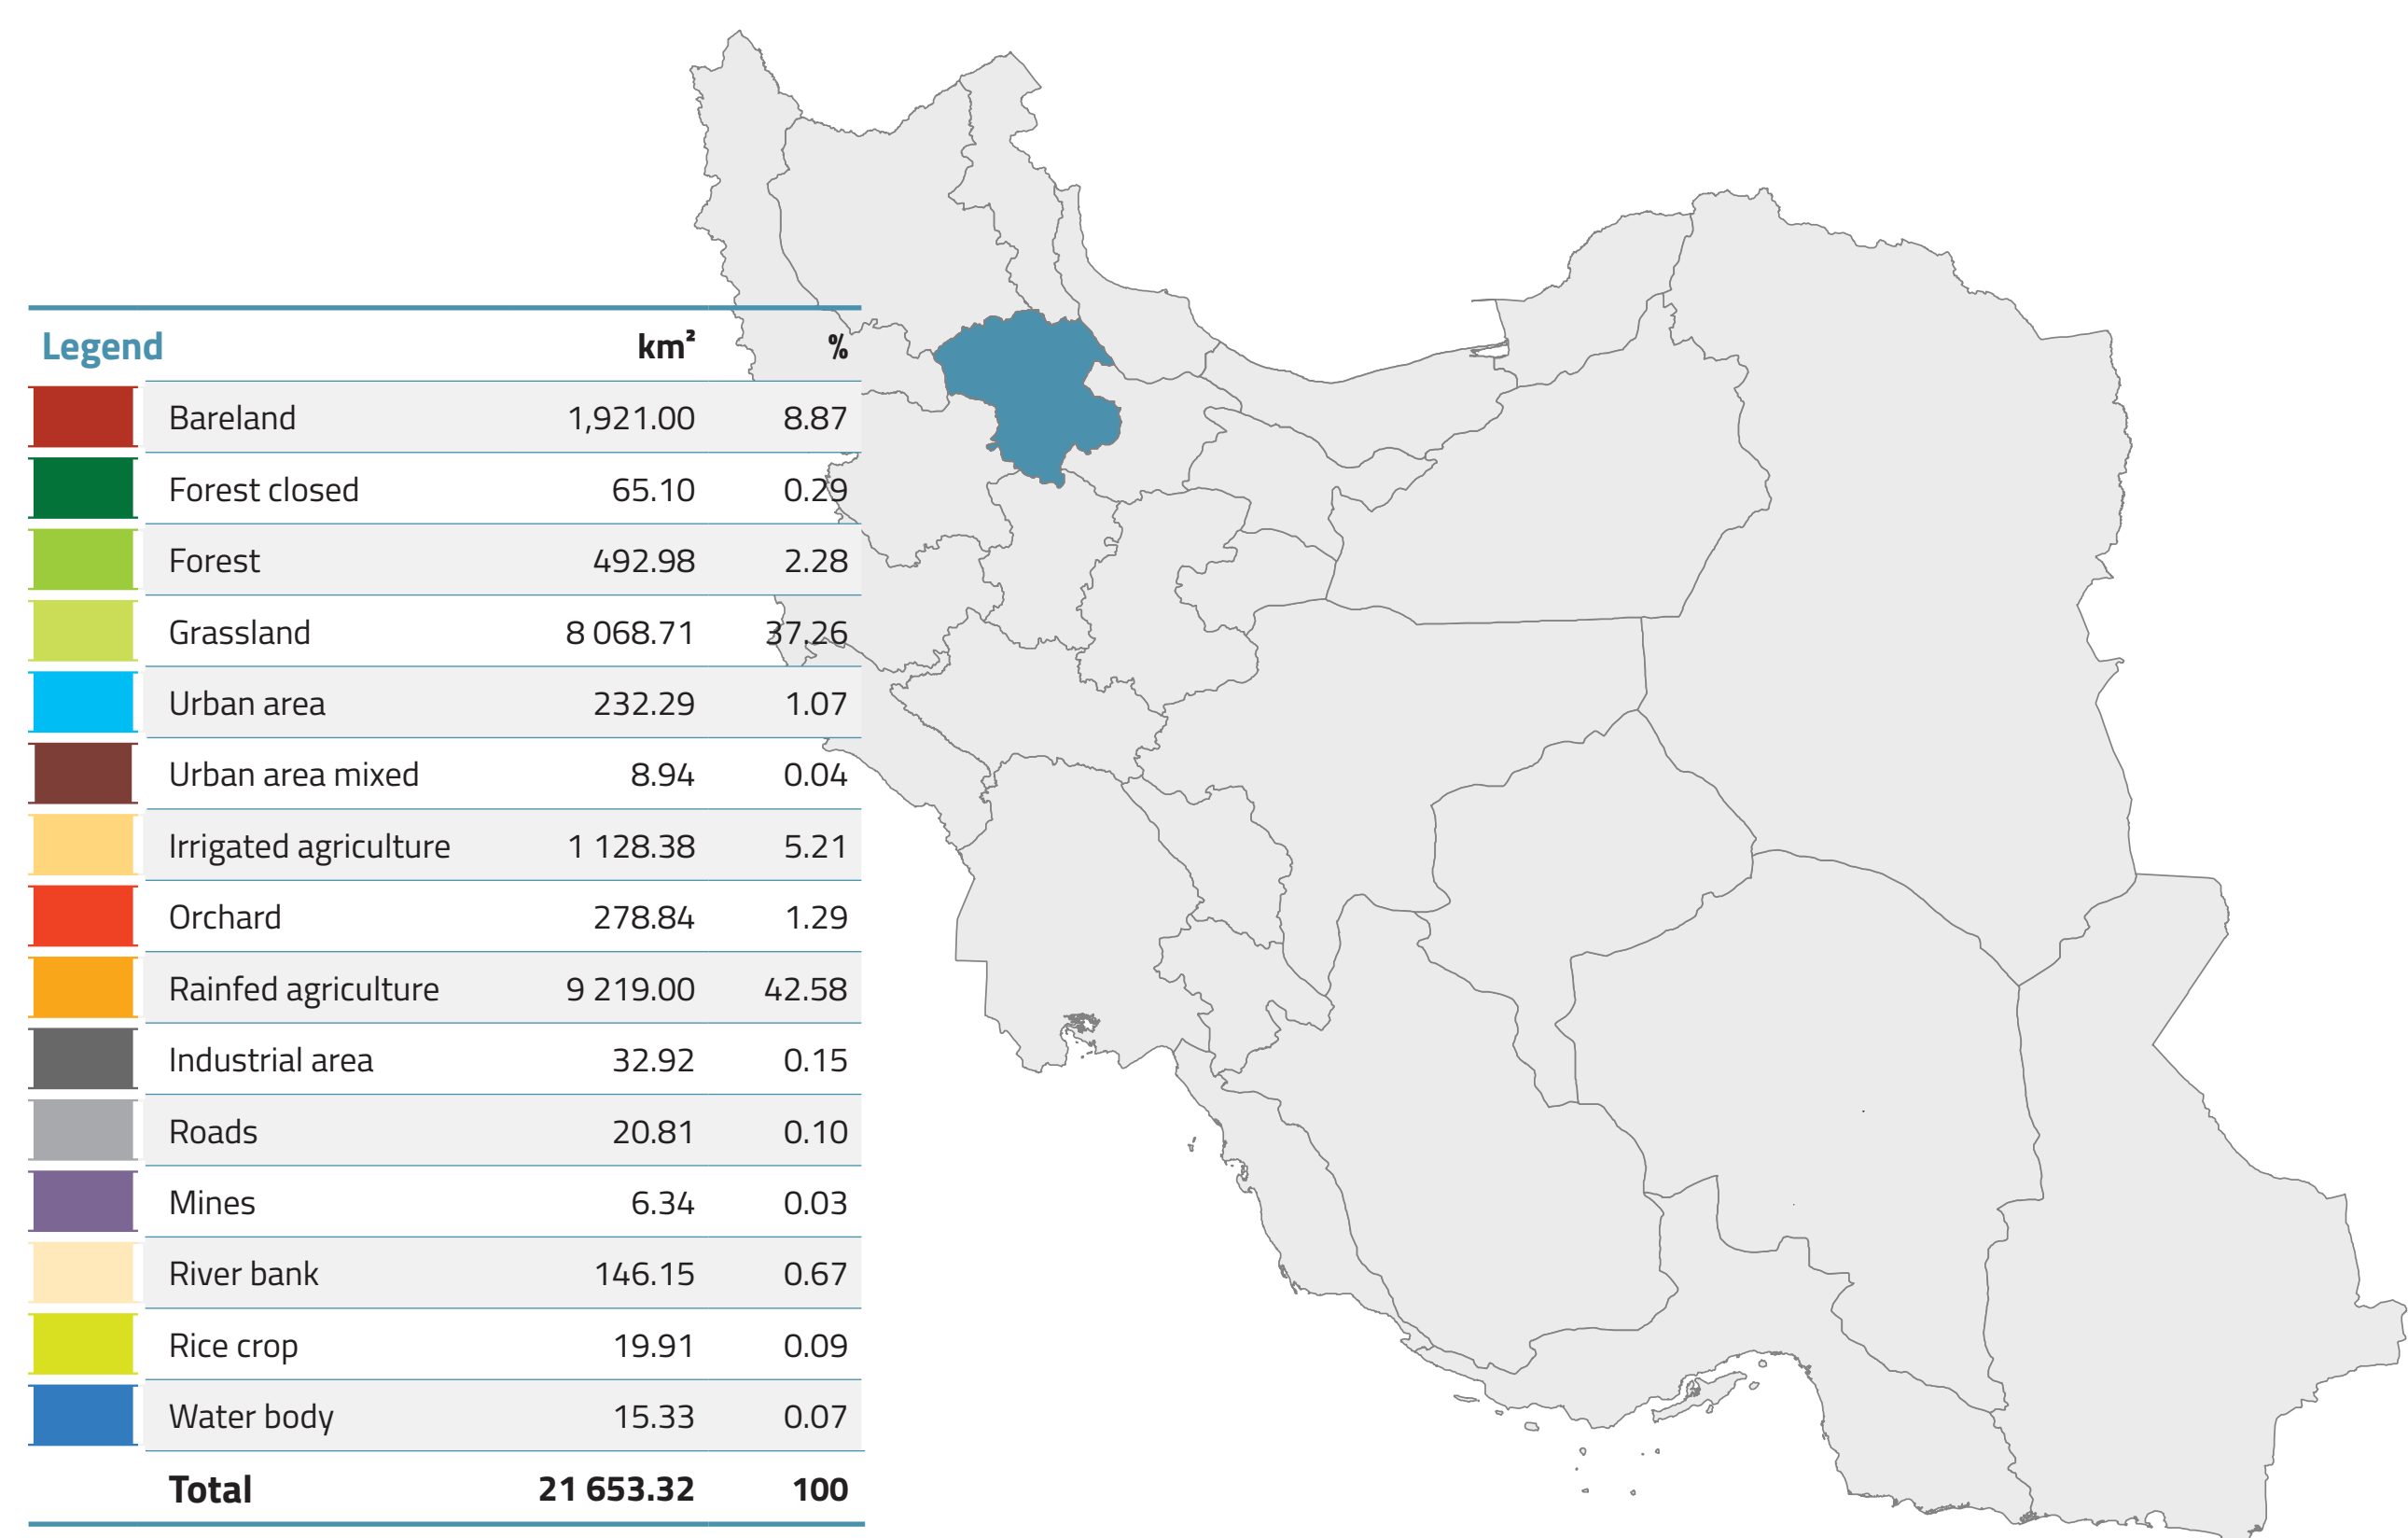 Legend km² %
Bareland 1,921.00 8.87
Forest closed 65.10 0.29
Forest 492.98 2.28
Grassland 8 068.71 37.26
Urban area 232.29 1.07
Urban area mixed 8.94 0.04
Irrigated agriculture 1 128.38 5.21
Orchard 278.84 1.29
Rainfed agriculture 9 219.00 42.58
Industrial area 32.92 0.15
Roads 20.81 0.10
Mines 6.34 0.03
River bank 146.15 0.67
Rice crop 19.91 0.09
Water body 15.33 0.07
Total 21 653.32 100